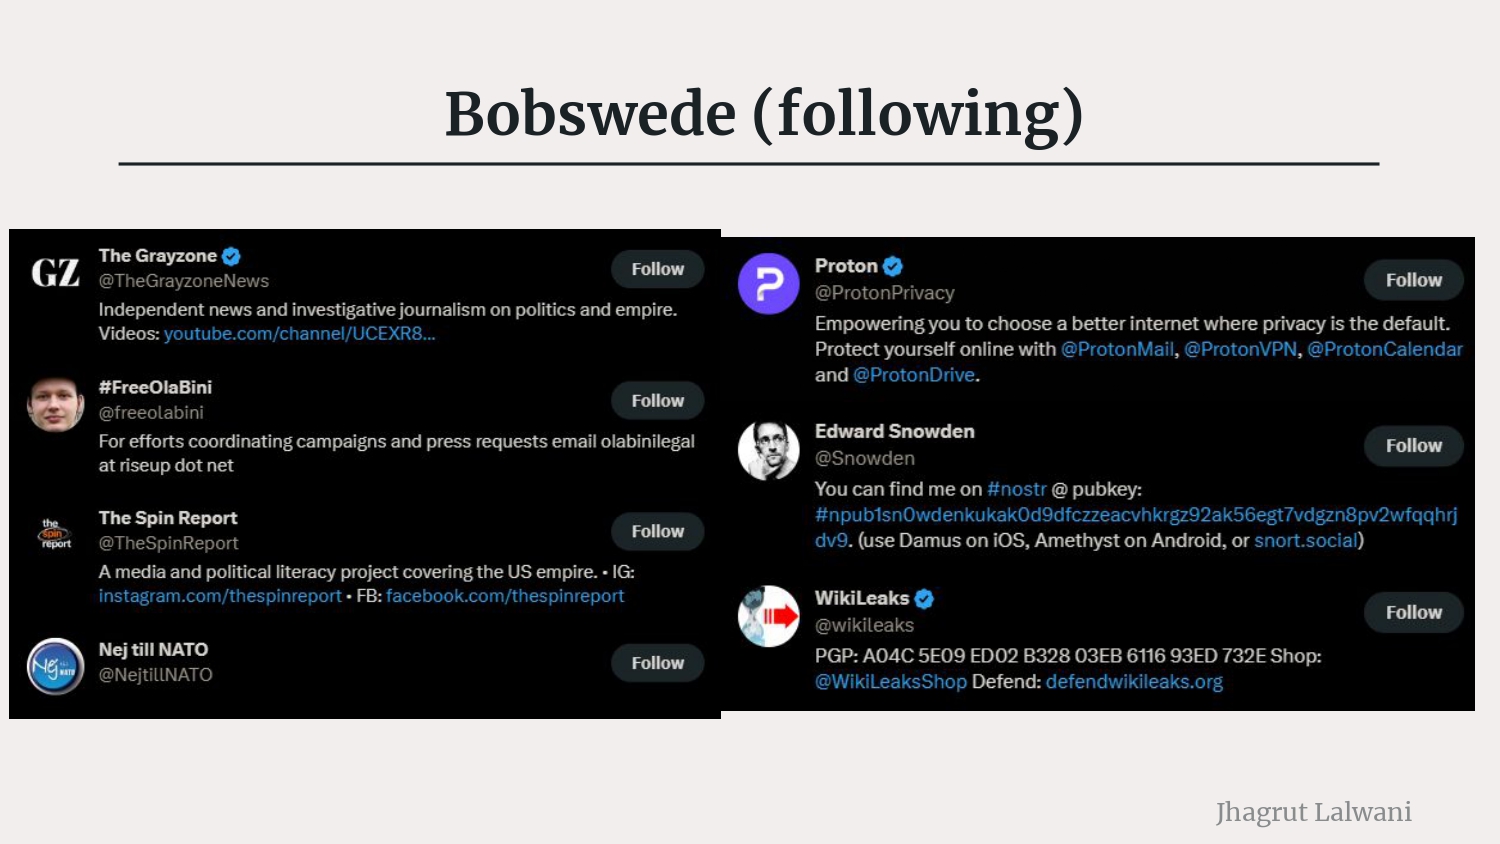 Bobswede (following)
GZ
The Grayzone
@TheGrayzoneNews
Follow
Independent news and investigative journalism on politics and empire.
Videos: youtube.com/channel/UCEXR8...
#FreeOlaBini
@freeolabini
Follow
For efforts coordinating campaigns and press requests email olabinilegal
at riseup dot net
the
spin
report
The Spin Report
@TheSpinReport
Follow
A media and political literacy project covering the US empire. • IG:
instagram.com/thespinreport • FB: facebook.com/thespinreport
Nej till NATO
Nej till NATO
@NejtillNATO
Follow
Proton
@ProtonPrivacy
Follow
Empowering you to choose a better internet where privacy is the default.
Protect yourself online with @ProtonMail, @ProtonVPN, @ProtonCalendar
and @ProtonDrive.
Edward Snowden
@Snowden
Follow
You can find me on #nostr @ pubkey:
#npub1sn0wdenkukak0d9dfczzeacvhkrgz92ak56egt7vdgzn8pv2wfqqhrj
dv9. (use Damus on iOS, Amethyst on Android, or snort.social)
WikiLeaks
@wikileaks
Follow
PGP: A04C 5E09 ED02 B328 03EB 6116 93ED 732E Shop:
@WikiLeaksShop Defend: defendwikileaks.org
Jhagrut Lalwani